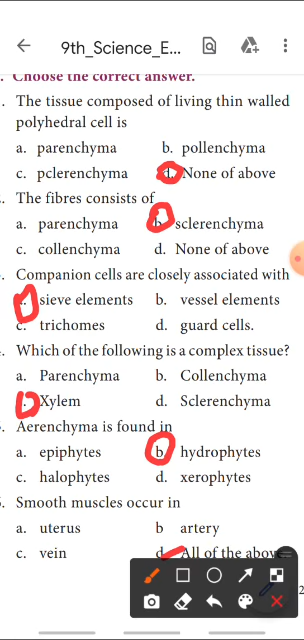 9th_Science_E...
. Choose the correct answer.
. The tissue composed of living thin walled
polyhedral cell is
a. parenchyma b. pollenchyma
c. pclerenchyma d. None of above
. The fibres consists of
a. parenchyma b. sclerenchyma
c. collenchyma d. None of above
. Companion cells are closely associated with
sieve elements b. vessel elements
c. trichomes d. guard cells.
. Which of the following is a complex tissue?
a. Parenchyma b. Collenchyma
Xylem d. Sclerenchyma
. Aerenchyma is found in
a. epiphytes b. hydrophytes
c. halophytes d. xerophytes
. Smooth muscles occur in
a. uterus b artery
c. vein d. All of the above
2